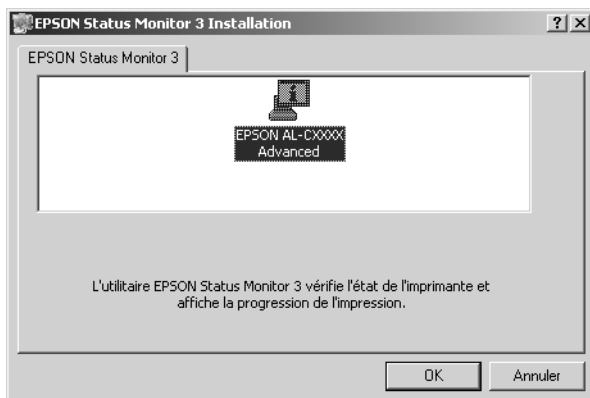 EPSON Status Monitor 3 Installation
EPSON Status Monitor 3
EPSON AL-CXXXX
Advanced
L'utilitaire EPSON Status Monitor 3 vérifie l'état de l'imprimante et
affiche la progression de l'impression.
OK
Annuler